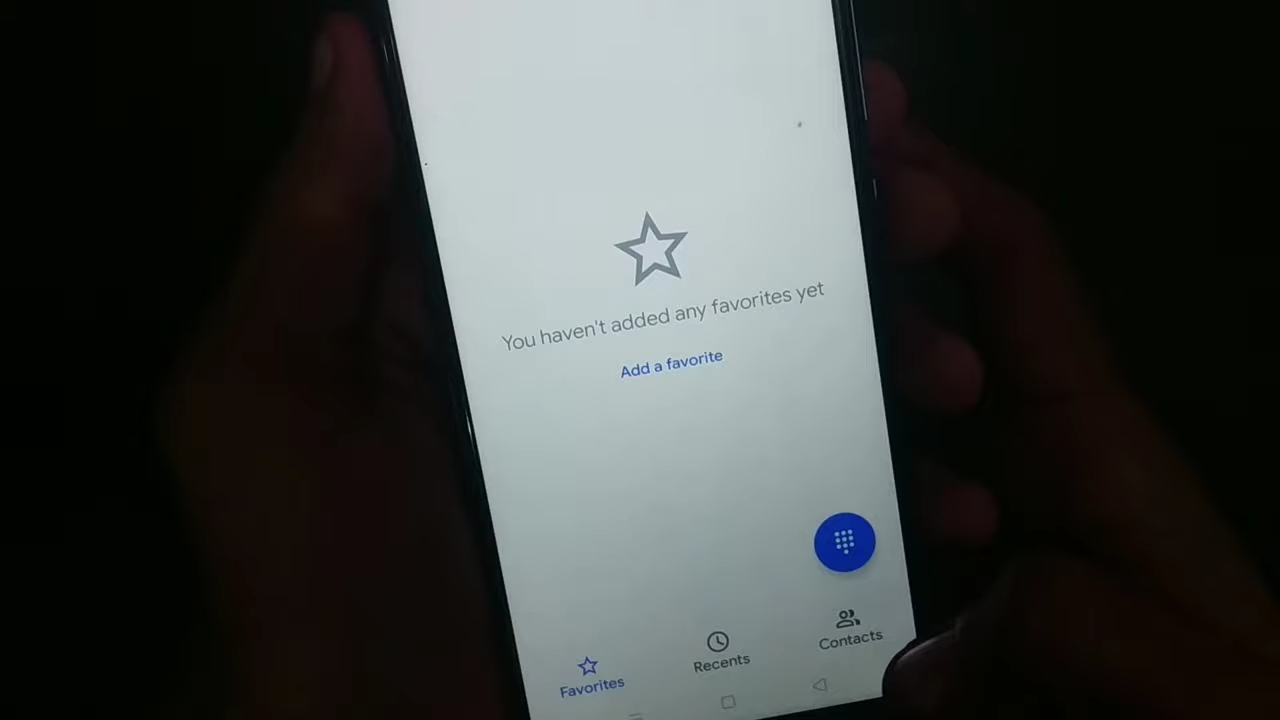 You haven't added any favorites yet
Add a favorite
Favorites
Recents
Contacts